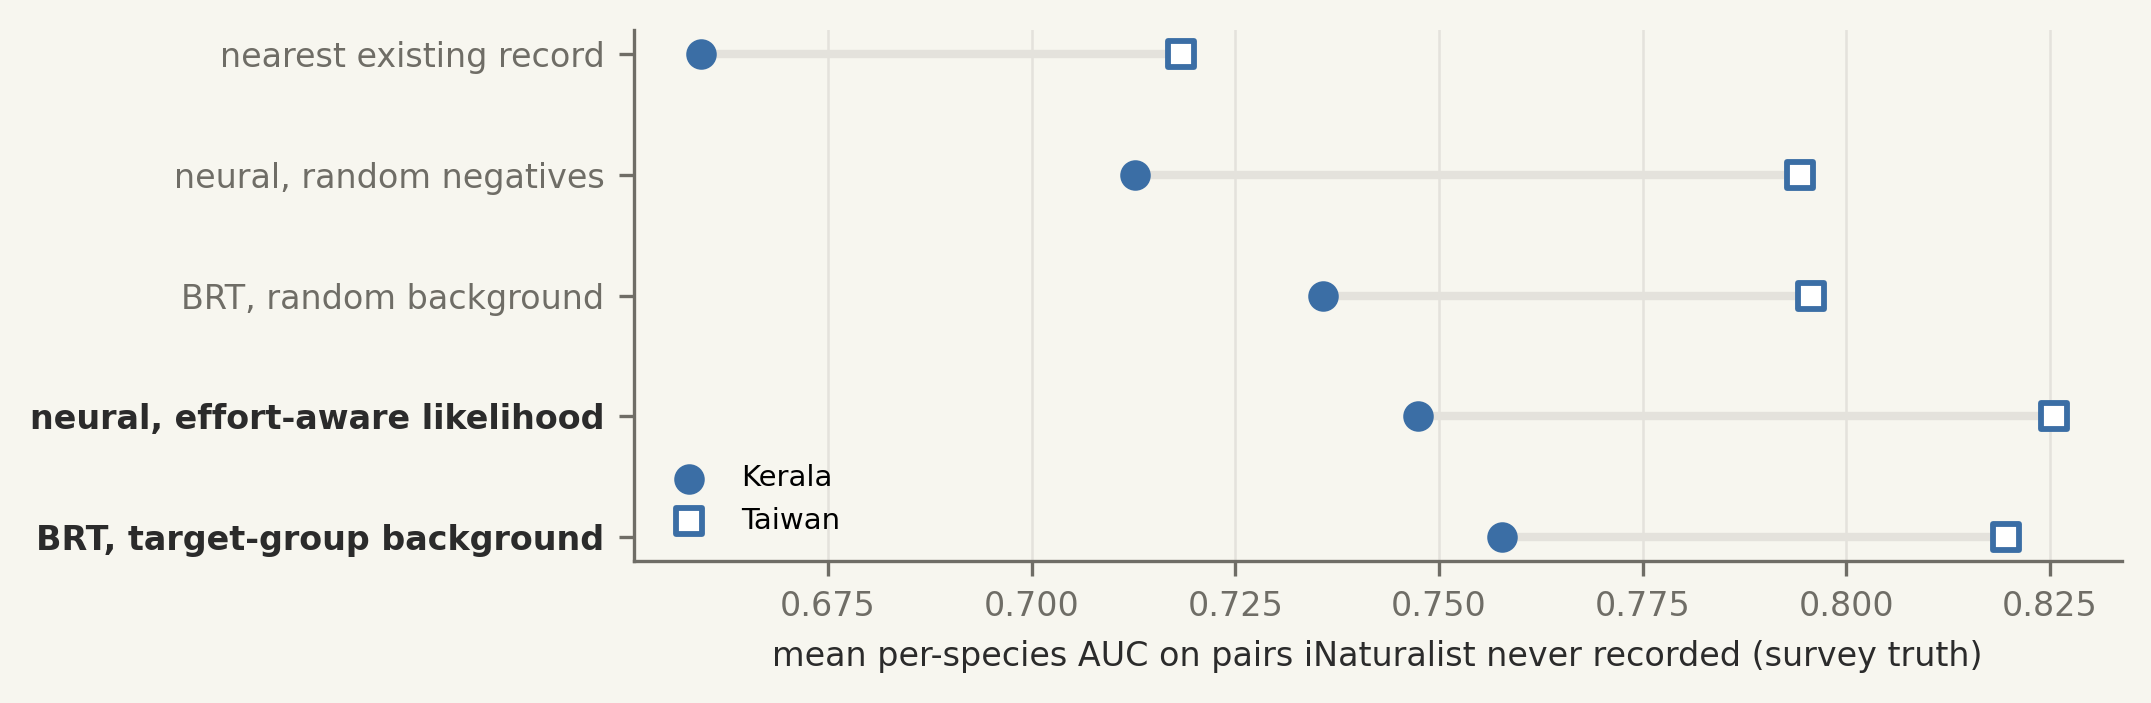 nearest existing record
neural, random negatives
BRT, random background
neural, effort-aware likelihood
BRT, target-group background
Kerala
Taiwan
0.675 0.700 0.725 0.750 0.775 0.800 0.825
mean per-species AUC on pairs iNaturalist never recorded (survey truth)